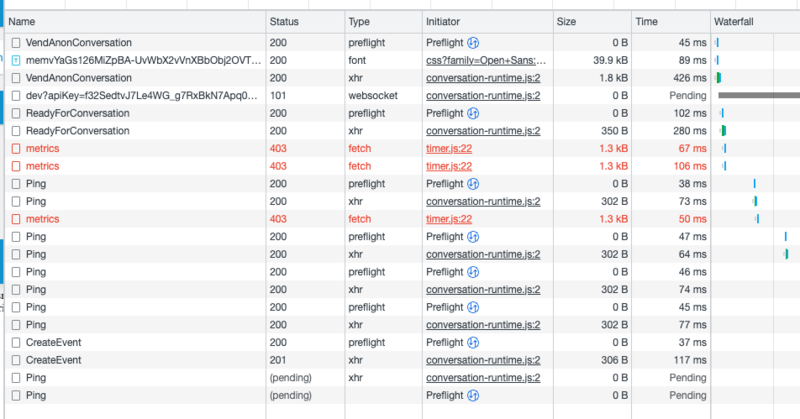 Name Status Type Initiator Size Time Waterfall
VendAnonConversation 200 preflight Preflight 0 B 45 ms
memvYaGs126MiZpBA-UvWbX2vVnXBbObj2OVT... 200 font css?family=Open+Sans:... 39.9 kB 89 ms
VendAnonConversation 200 xhr conversation-runtime.js:2 1.8 kB 426 ms
dev?apiKey=f32SedtvJ7Le4WG_g7RxBkN7Apq0... 101 websocket conversation-runtime.js:2 0 B Pending
ReadyForConversation 200 preflight Preflight 0 B 102 ms
ReadyForConversation 200 xhr conversation-runtime.js:2 350 B 280 ms
metrics 403 fetch timer.js:22 1.3 kB 67 ms
metrics 403 fetch timer.js:22 1.3 kB 106 ms
Ping 200 preflight Preflight 0 B 38 ms
Ping 200 xhr conversation-runtime.js:2 302 B 73 ms
metrics 403 fetch timer.js:22 1.3 kB 50 ms
Ping 200 preflight Preflight 0 B 47 ms
Ping 200 xhr conversation-runtime.js:2 302 B 64 ms
Ping 200 preflight Preflight 0 B 46 ms
Ping 200 xhr conversation-runtime.js:2 302 B 74 ms
Ping 200 preflight Preflight 0 B 45 ms
Ping 200 xhr conversation-runtime.js:2 302 B 77 ms
CreateEvent 200 preflight Preflight 0 B 37 ms
CreateEvent 201 xhr conversation-runtime.js:2 306 B 117 ms
Ping (pending) xhr conversation-runtime.js:2 0 B Pending
Ping (pending) Preflight 0 B Pending